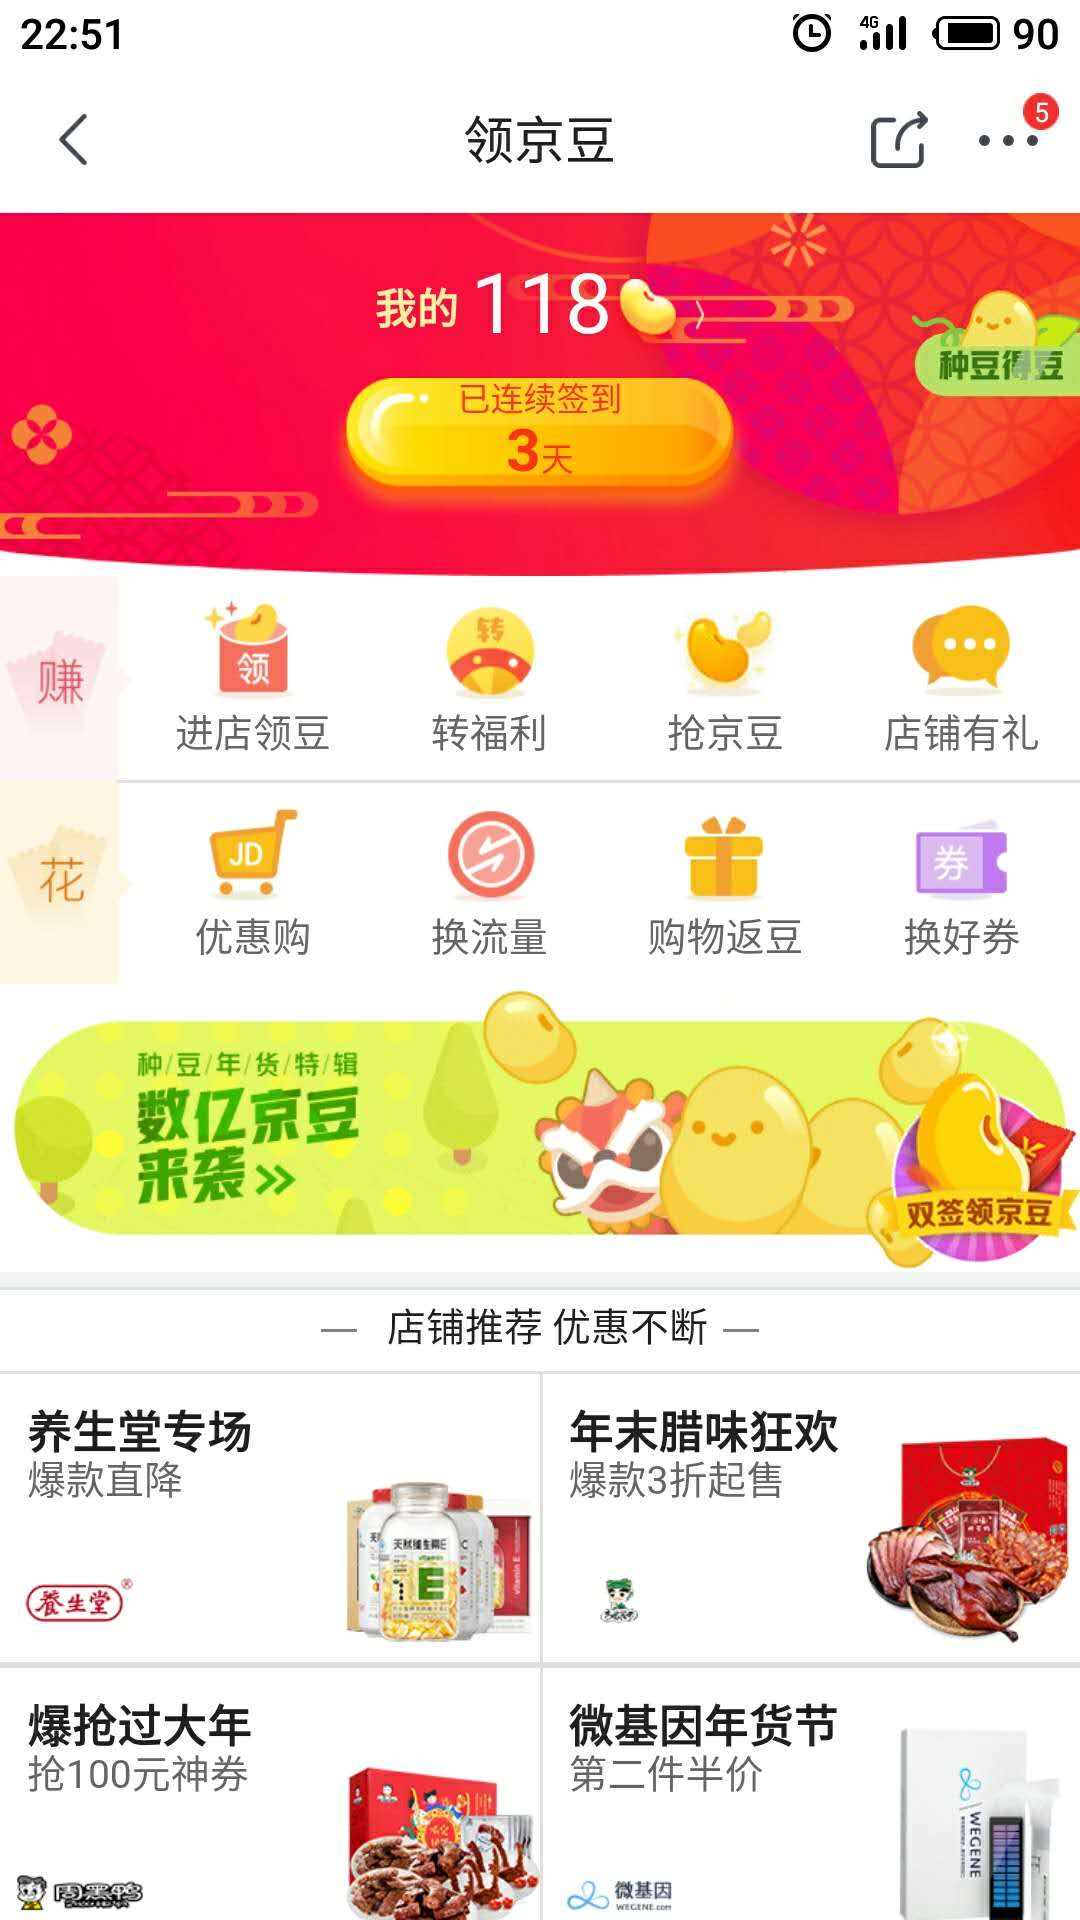 22:51
4G
90
领京豆
5
我的 118
种豆得豆
已连续签到
3天
赚
领
转
进店领豆
转福利
抢京豆
店铺有礼
花
JD
券
优惠购
换流量
购物返豆
换好券
种/豆/年/货/特/辑
数亿京豆
来袭>>
双签领京豆
店铺推荐 优惠不断
养生堂专场
爆款直降
養生堂®
天然维生素E
vitamin
E
vitamin E
年末腊味狂欢
爆款3折起售
爆抢过大年
抢100元神券
周黑鸭
微基因年货节
第二件半价
微基因
WEGENE.com
WEGENE